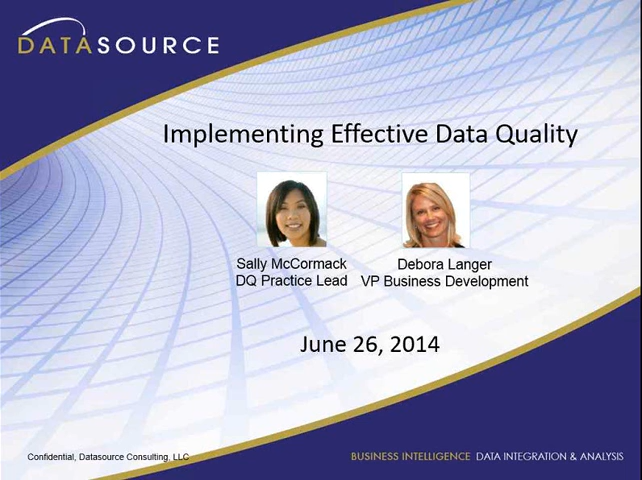 DATASOURCE
Implementing Effective Data Quality
Sally McCormack
DQ Practice Lead
Debora Langer
VP Business Development
June 26, 2014
Confidential, Datasource Consulting, LLC
BUSINESS INTELLIGENCE DATA INTEGRATION & ANALYSIS